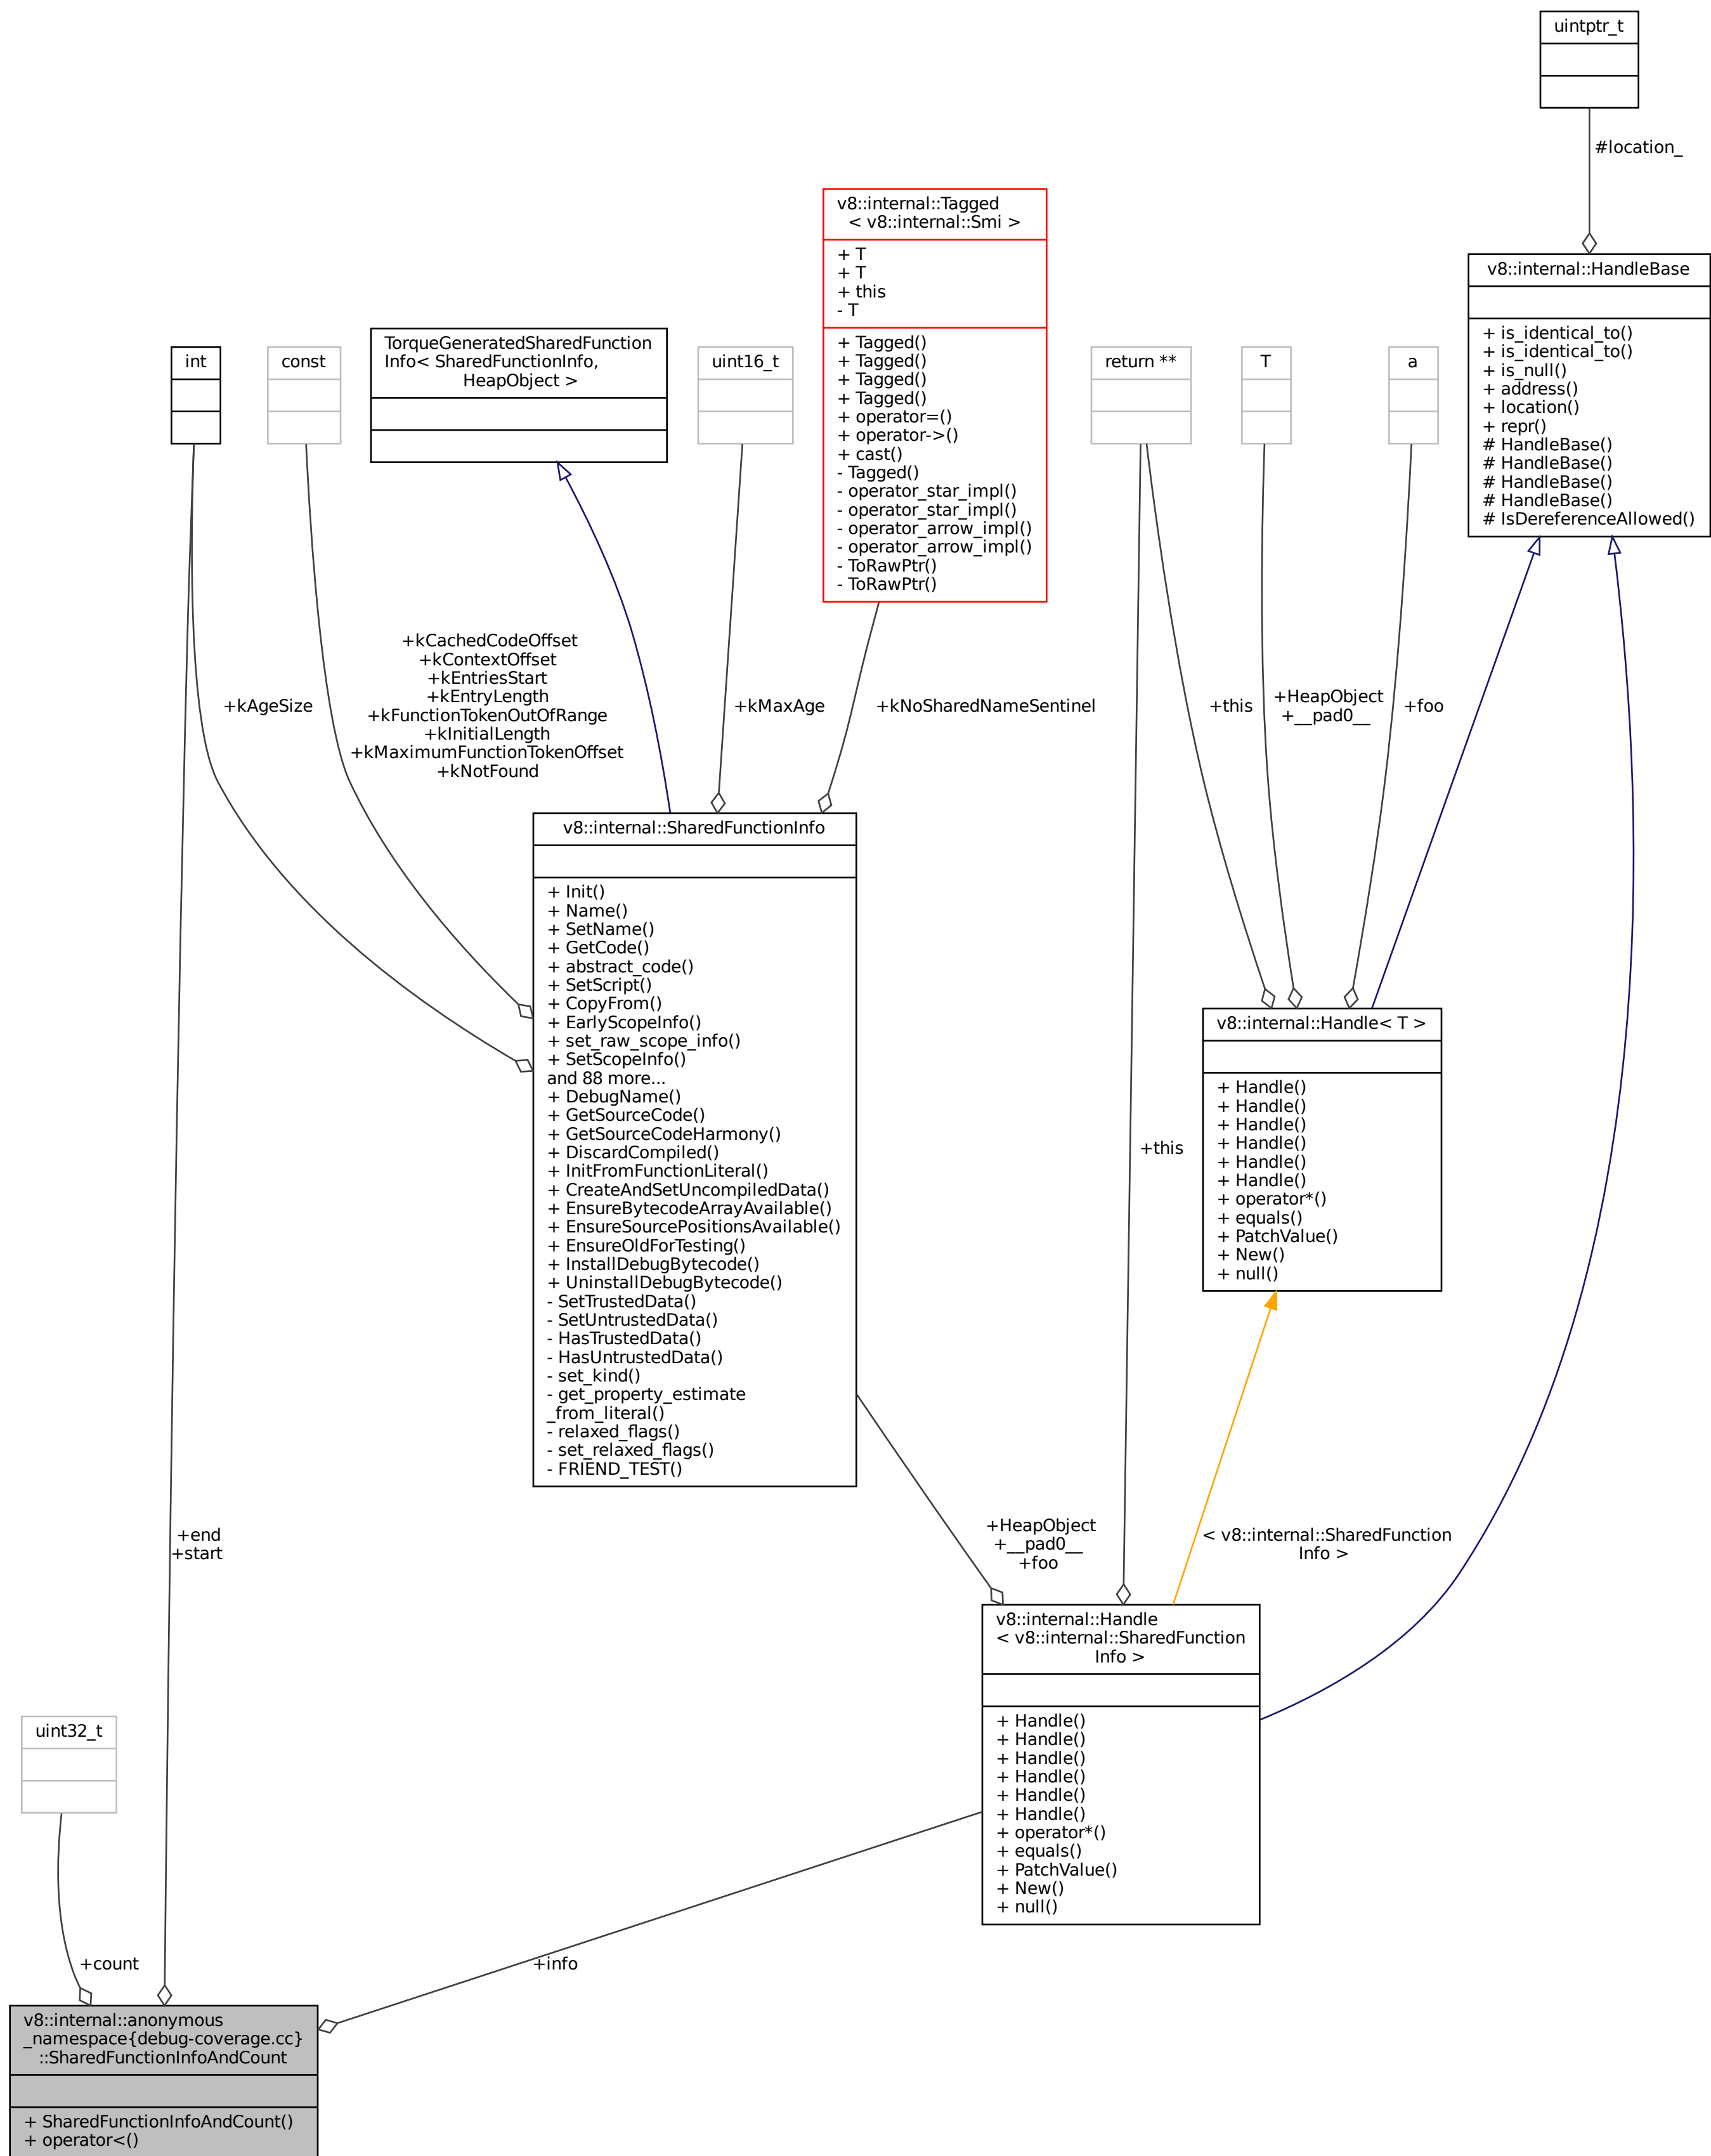 uintptr_t
#location_
v8::internal::Tagged
< v8::internal::Smi >
+ T
+ T
+ this
- T
+ Tagged()
+ Tagged()
+ Tagged()
+ Tagged()
+ operator=()
+ operator->()
+ cast()
- Tagged()
- operator_star_impl()
- operator_star_impl()
- operator_arrow_impl()
- operator_arrow_impl()
- ToRawPtr()
- ToRawPtr()
v8::internal::HandleBase
+ is_identical_to()
+ is_identical_to()
+ is_null()
+ address()
+ location()
+ repr()
# HandleBase()
# HandleBase()
# HandleBase()
# HandleBase()
# IsDereferenceAllowed()
int
const
TorqueGeneratedSharedFunction
Info< SharedFunctionInfo,
HeapObject >
uint16_t
return **
T
a
+kAgeSize
+kCachedCodeOffset
+kContextOffset
+kEntriesStart
+kEntryLength
+kFunctionTokenOutOfRange
+kInitialLength
+kMaximumFunctionTokenOffset
+kNotFound
+kMaxAge
+kNoSharedNameSentinel
+this
+HeapObject
+__pad0__
+foo
v8::internal::SharedFunctionInfo
+ Init()
+ Name()
+ SetName()
+ GetCode()
+ abstract_code()
+ SetScript()
+ CopyFrom()
+ EarlyScopeInfo()
+ set_raw_scope_info()
+ SetScopeInfo()
and 88 more...
+ DebugName()
+ GetSourceCode()
+ GetSourceCodeHarmony()
+ DiscardCompiled()
+ InitFromFunctionLiteral()
+ CreateAndSetUncompiledData()
+ EnsureBytecodeArrayAvailable()
+ EnsureSourcePositionsAvailable()
+ EnsureOldForTesting()
+ InstallDebugBytecode()
+ UninstallDebugBytecode()
- SetTrustedData()
- SetUntrustedData()
- HasTrustedData()
- HasUntrustedData()
- set_kind()
- get_property_estimate
_from_literal()
- relaxed_flags()
- set_relaxed_flags()
- FRIEND_TEST()
v8::internal::Handle< T >
+ Handle()
+ Handle()
+ Handle()
+ Handle()
+ Handle()
+ Handle()
+ operator*()
+ equals()
+ PatchValue()
+ New()
+ null()
+this
+end
+start
+HeapObject
+__pad0__
+foo
< v8::internal::SharedFunction
Info >
v8::internal::Handle
< v8::internal::SharedFunction
Info >
+ Handle()
+ Handle()
+ Handle()
+ Handle()
+ Handle()
+ Handle()
+ operator*()
+ equals()
+ PatchValue()
+ New()
+ null()
uint32_t
+count
+info
v8::internal::anonymous
_namespace{debug-coverage.cc}
::SharedFunctionInfoAndCount
+ SharedFunctionInfoAndCount()
+ operator<()